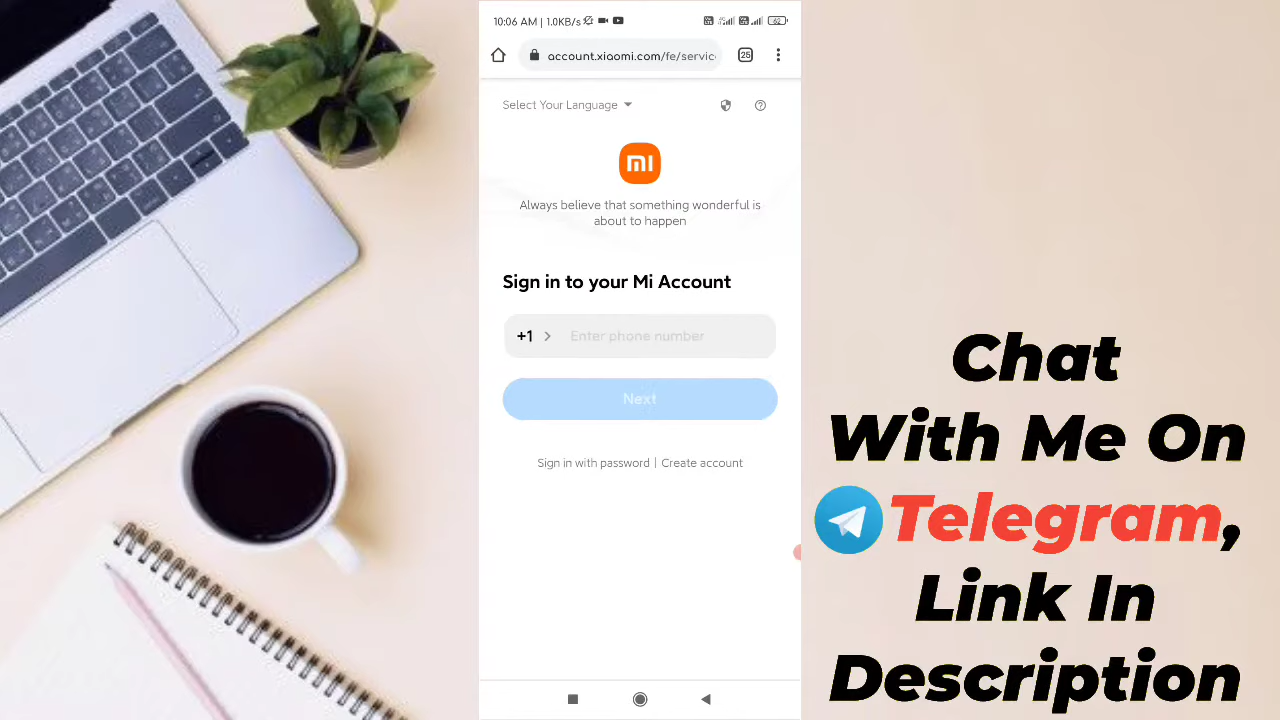 10:06 AM | 1.0KB/s
62
account.xiaomi.com/fe/servic
25
Select Your Language
mi
Always believe that something wonderful is
about to happen
Sign in to your Mi Account
+1 > Enter phone number
Next
Sign in with password | Create account
Chat
With Me On
Telegram,
Link In
Description